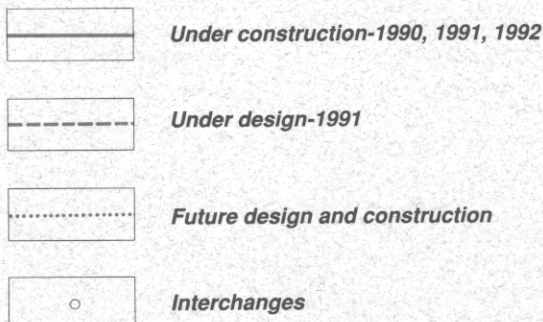 Under construction-1990, 1991, 1992
Under design-1991
Future design and construction
Interchanges